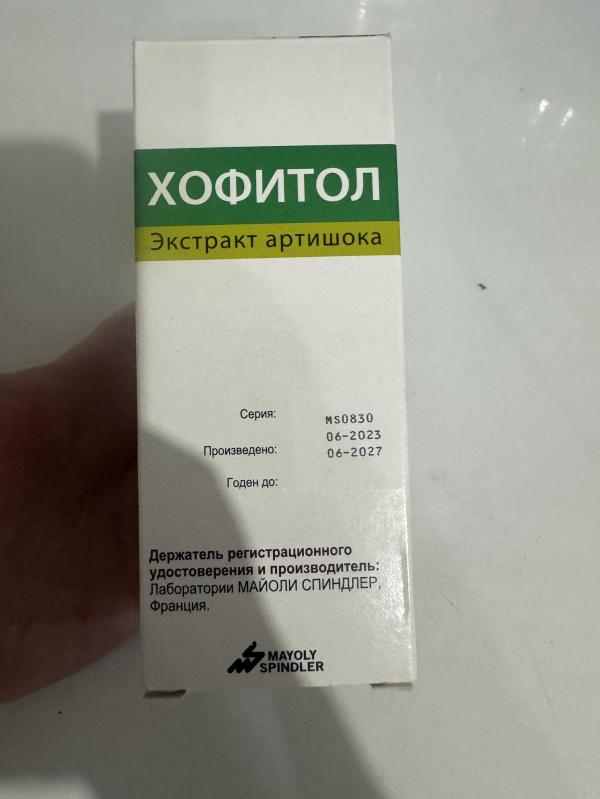 ХОФИТОЛ
Экстракт артишока
Серия: MS0830
06-2023
Произведено: 06-2027
Годен до:
Держатель регистрационного
удостоверения и производитель:
Лаборатории МАЙОЛИ СПИНДЛЕР,
Франция.
MAYOLY
SPINDLER